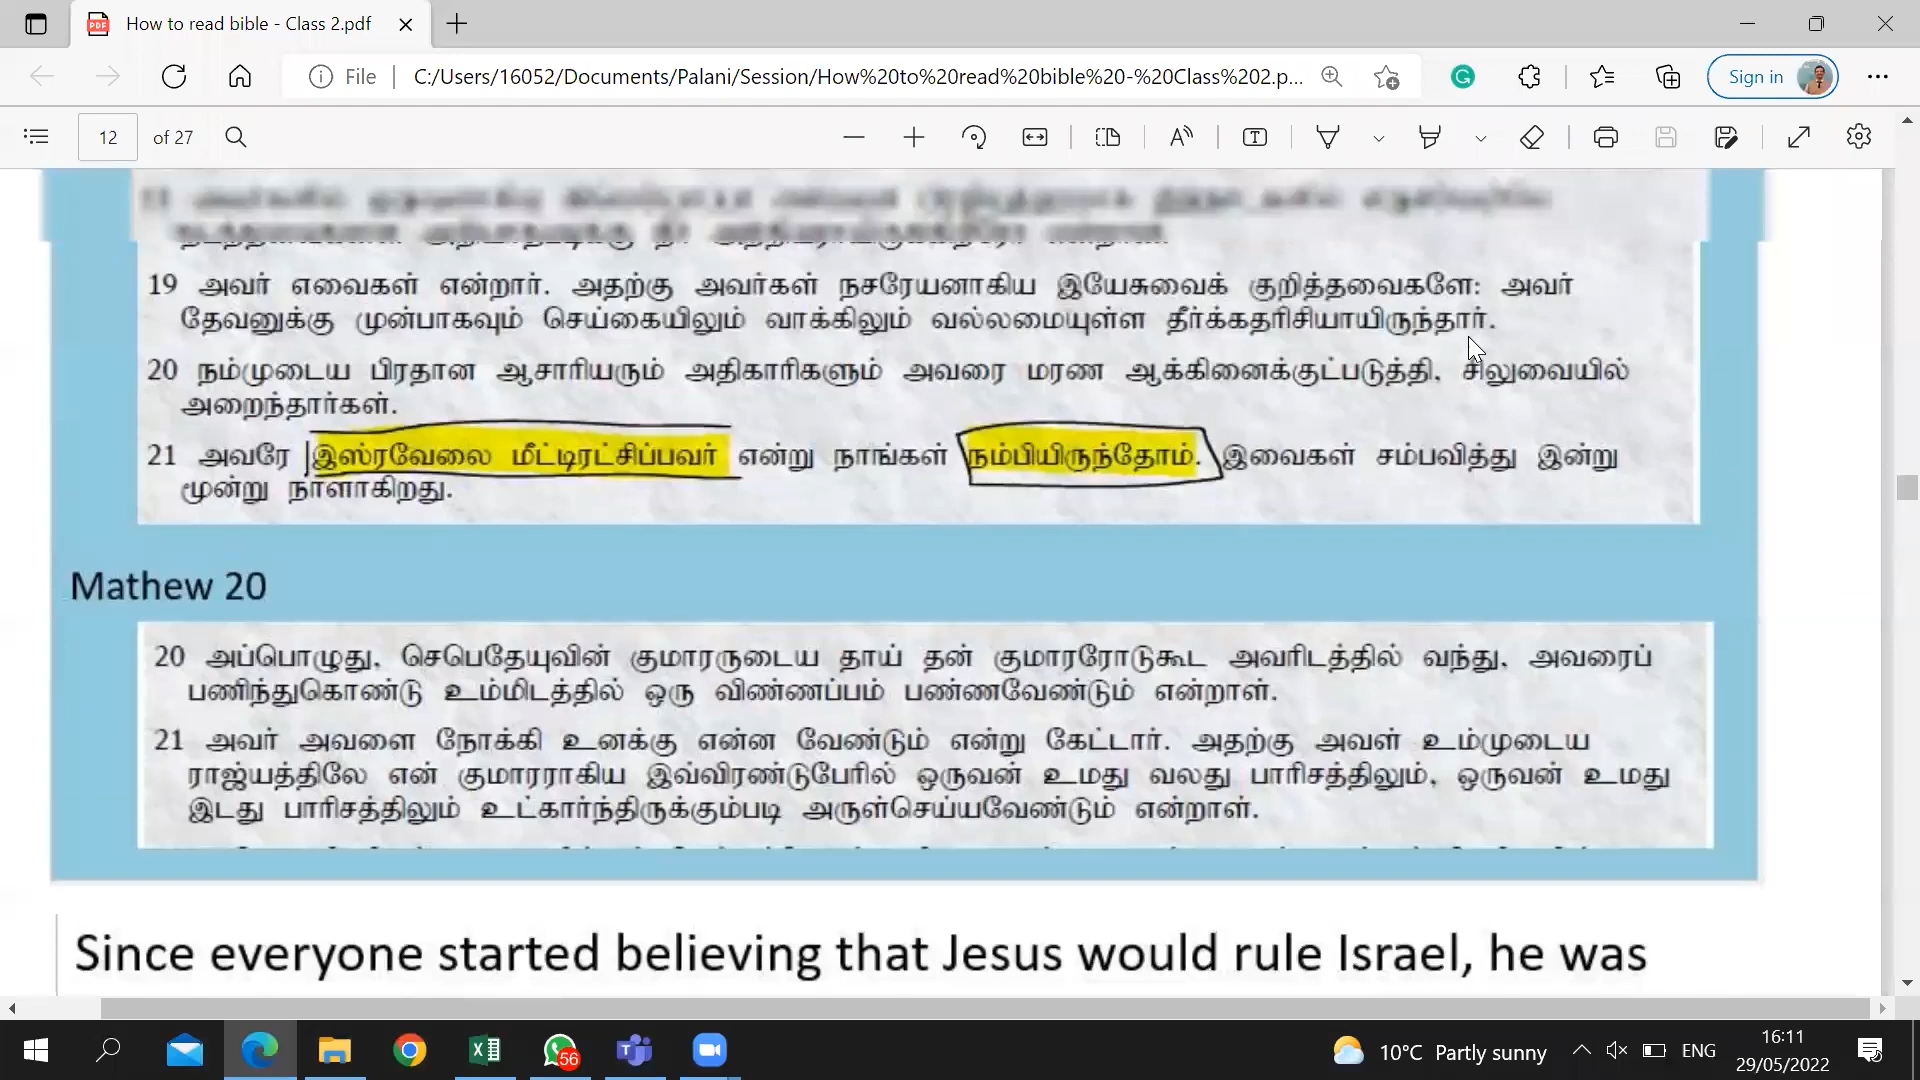 How to read bible - Class 2.pdf
File C:/Users/16052/Documents/Palani/Session/How%20to%20read%20bible%20-%20Class%202.p...
Sign in
12 of 27
19 அவர் எவைகள் என்றார். அதற்கு அவர்கள் நசரேயனாகிய இயேசுவைக் குறித்தவைகளே: அவர்
தேவனுக்கு முன்பாகவும் செய்கையிலும் வாக்கிலும் வல்லமையுள்ள தீர்க்கதரிசியாயிருந்தார்.
20 நம்முடைய பிரதான ஆசாரியரும் அதிகாரிகளும் அவரை மரண ஆக்கினைக்குட்படுத்தி, சிலுவையில்
அறைந்தார்கள்.
21 அவரே இஸ்ரவேலை மீட்டிரட்சிப்பவர் என்று நாங்கள் நம்பியிருந்தோம். இவைகள் சம்பவித்து இன்று
மூன்று நாளாகிறது.
Mathew 20
20 அப்பொழுது, செபெதேயுவின் குமாரருடைய தாய் தன் குமாரரோடுகூட அவரிடத்தில் வந்து, அவரைப்
பணிந்துகொண்டு உம்மிடத்தில் ஒரு விண்ணப்பம் பண்ணவேண்டும் என்றாள்.
21 அவர் அவளை நோக்கி உனக்கு என்ன வேண்டும் என்று கேட்டார். அதற்கு அவள் உம்முடைய
ராஜ்யத்திலே என் குமாரராகிய இவ்விரண்டுபேரில் ஒருவன் உமது வலது பாரிசத்திலும், ஒருவன் உமது
இடது பாரிசத்திலும் உட்கார்ந்திருக்கும்படி அருள்செய்யவேண்டும் என்றாள்.
Since everyone started believing that Jesus would rule Israel, he was
56
10°C Partly sunny
ENG
16:11
29/05/2022